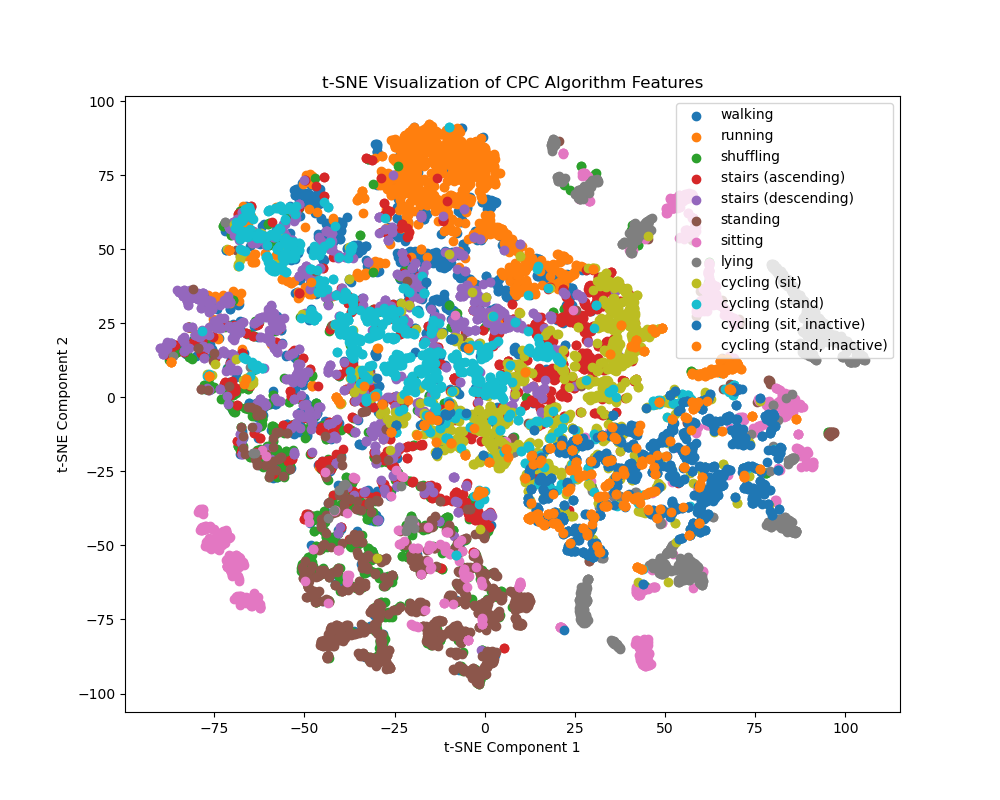 t-SNE Visualization of CPC Algorithm Features
100
75
50
25
0
−25
−50
−75
−100
t-SNE Component 2
walking
running
shuffling
stairs (ascending)
stairs (descending)
standing
sitting
lying
cycling (sit)
cycling (stand)
cycling (sit, inactive)
cycling (stand, inactive)
−75
−50
−25
0
25
50
75
100
t-SNE Component 1